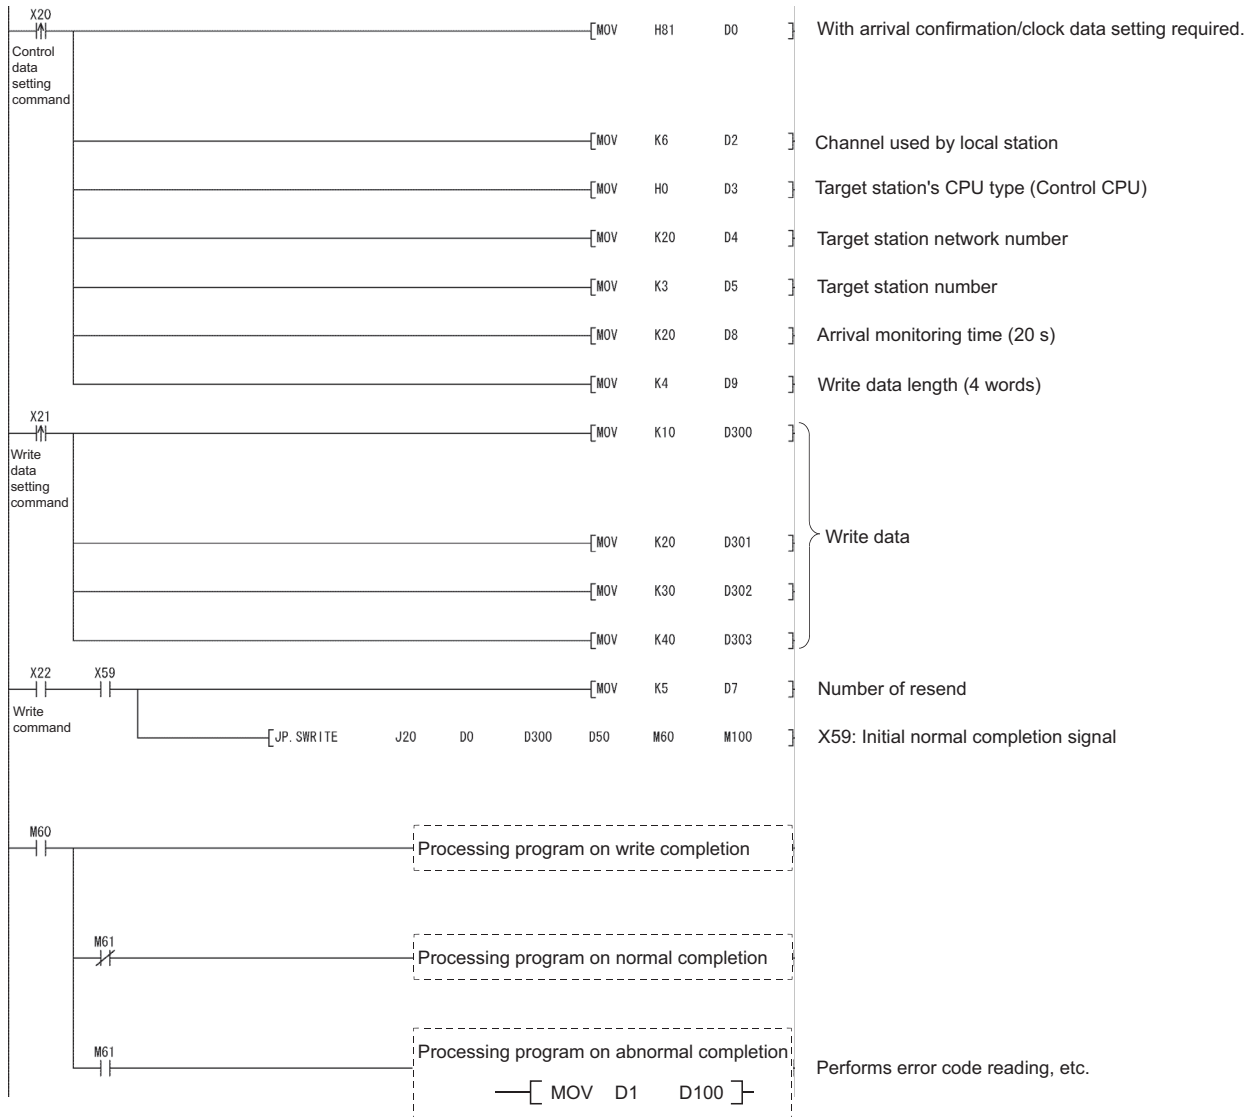 X20
[MOV H81 D0 ] With arrival confirmation/clock data setting required.
Control
data
setting
command
[MOV K6 D2 ] Channel used by local station
[MOV H0 D3 ] Target station's CPU type (Control CPU)
[MOV K20 D4 ] Target station network number
[MOV K3 D5 ] Target station number
[MOV K20 D8 ] Arrival monitoring time (20 s)
[MOV K4 D9 ] Write data length (4 words)
X21
[MOV K10 D300 ]
Write
data
setting
command
[MOV K20 D301 ] Write data
[MOV K30 D302 ]
[MOV K40 D303 ]
X22 X59
[MOV K5 D7 ] Number of resend
Write
command
[JP.SWRITE J20 D0 D300 D50 M60 M100 ] X59: Initial normal completion signal
M60
Processing program on write completion
M61
Processing program on normal completion
M61
Processing program on abnormal completion
Performs error code reading, etc.
[ MOV D1 D100 ]